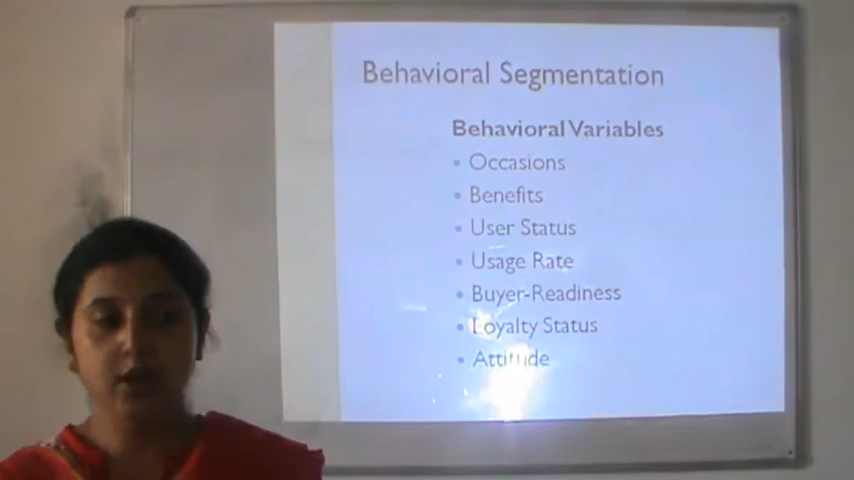 Behavioral Segmentation
Behavioral Variables
• Occasions
• Benefits
• User Status
• Usage Rate
• Buyer-Readiness
• Loyalty Status
• Attitude